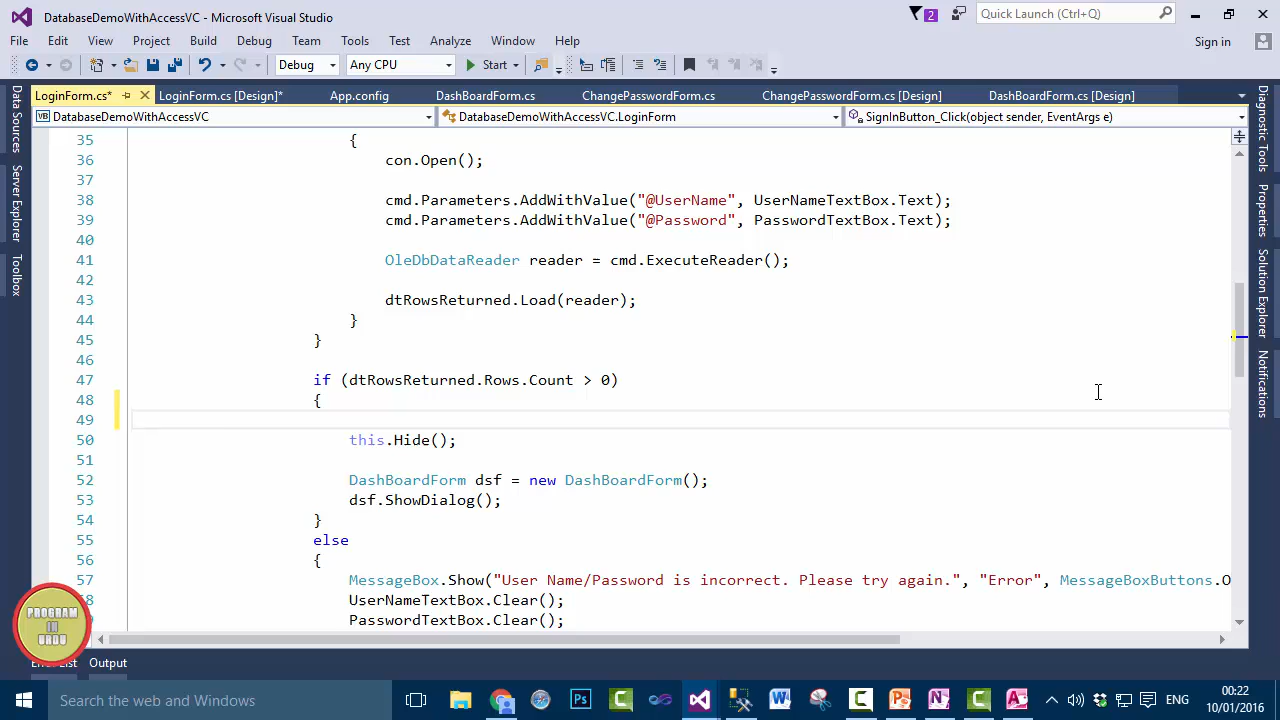 DatabaseDemoWithAccessVC - Microsoft Visual Studio
2
Quick Launch (Ctrl+Q)
File Edit View Project Build Debug Team Tools Test Analyze Window Help
Sign in
Debug Any CPU Start
LoginForm.cs* LoginForm.cs [Design]* App.config DashBoardForm.cs ChangePasswordForm.cs ChangePasswordForm.cs [Design] DashBoardForm.cs [Design]
DatabaseDemoWithAccessVC DatabaseDemoWithAccessVC.LoginForm SignInButton_Click(object sender, EventArgs e)
Data Sources
Server Explorer
Toolbox
35 {
36 con.Open();
37
38 cmd.Parameters.AddWithValue("@UserName", UserNameTextBox.Text);
39 cmd.Parameters.AddWithValue("@Password", PasswordTextBox.Text);
40
41 OleDbDataReader reader = cmd.ExecuteReader();
42
43 dtRowsReturned.Load(reader);
44 }
45 }
46
47 if (dtRowsReturned.Rows.Count > 0)
48 {
49
50 this.Hide();
51
52 DashBoardForm dsf = new DashBoardForm();
53 dsf.ShowDialog();
54 }
55 else
56 {
57 MessageBox.Show("User Name/Password is incorrect. Please try again.", "Error", MessageBoxButtons.O
58 UserNameTextBox.Clear();
PasswordTextBox.Clear();
Diagnostic Tools
Properties
Solution Explorer
Notifications
PROGRAM
IN
URDU
Error List Output
Search the web and Windows
ENG
00:22
10/01/2016